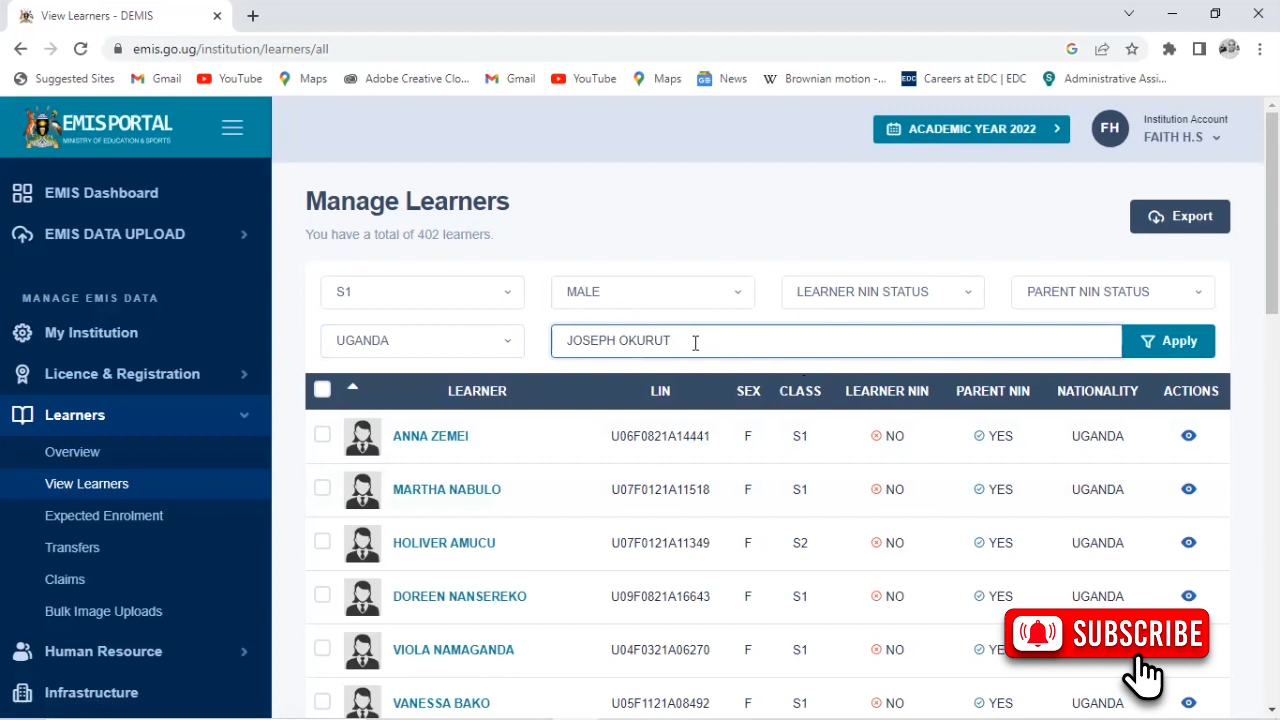 View Learners - DEMIS
emis.go.ug/institution/learners/all
Suggested Sites
Gmail
YouTube
Maps
Adobe Creative Clo...
Gmail
YouTube
Maps
News
Brownian motion -...
EDC Careers at EDC | EDC
Administrative Assi...
EMIS PORTAL
MINISTRY OF EDUCATION & SPORTS
ACADEMIC YEAR 2022
FH
Institution Account
FAITH H.S
EMIS Dashboard
EMIS DATA UPLOAD
MANAGE EMIS DATA
My Institution
Licence & Registration
Learners
Overview
View Learners
Expected Enrolment
Transfers
Claims
Bulk Image Uploads
Human Resource
Infrastructure
Manage Learners
You have a total of 402 learners.
Export
S1 MALE LEARNER NIN STATUS PARENT NIN STATUS
UGANDA JOSEPH OKURUT Apply
LEARNER LIN SEX CLASS LEARNER NIN PARENT NIN NATIONALITY ACTIONS
ANNA ZEMEI U06F0821A14441 F S1 NO YES UGANDA
MARTHA NABULO U07F0121A11518 F S1 NO YES UGANDA
HOLIVER AMUCU U07F0121A11349 F S2 NO YES UGANDA
DOREEN NANSEREKO U09F0821A16643 F S1 NO YES UGANDA
VIOLA NAMAGANDA U04F0321A06270 F S1 NO
VANESSA BAKO U05F1121A08492 F S1 NO YES UGANDA
SUBSCRIBE